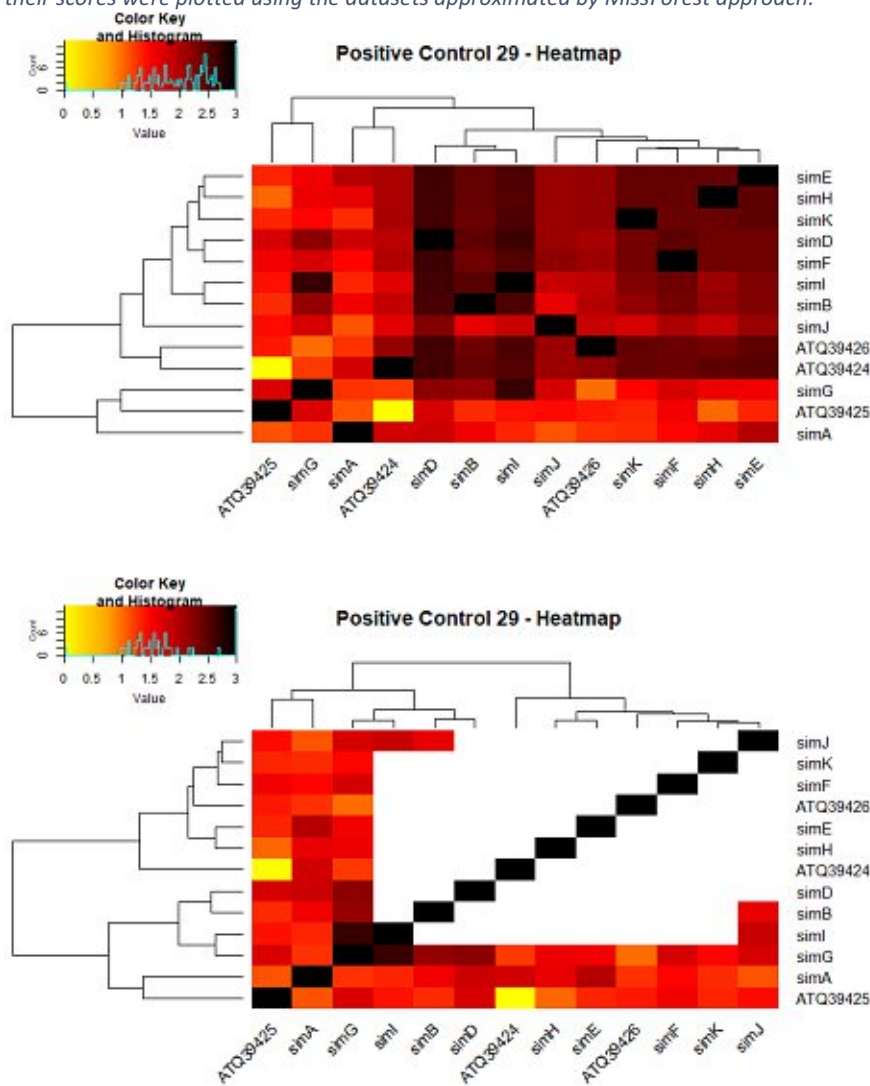 their scores were plotted using the datasets approximated by MissForest approach.
Color Key
and Histogram
Count
0 6
0 0.5 1 1.5 2 2.5 3
Value
Positive Control 29 - Heatmap
simE
simH
simK
simD
simF
simI
simB
simJ
ATQ39426
ATQ39424
simG
ATQ39425
simA
ATQ39425 simG simA ATQ39424 simD simB simI simJ ATQ39426 simK simF simH simE
Color Key
and Histogram
Count
0 6
0 0.5 1 1.5 2 2.5 3
Value
Positive Control 29 - Heatmap
simJ
simK
simF
ATQ39426
simE
simH
ATQ39424
simD
simB
simI
simG
simA
ATQ39425
ATQ39425 simA simG simI simB simD ATQ39424 simH simE ATQ39426 simF simK simJ